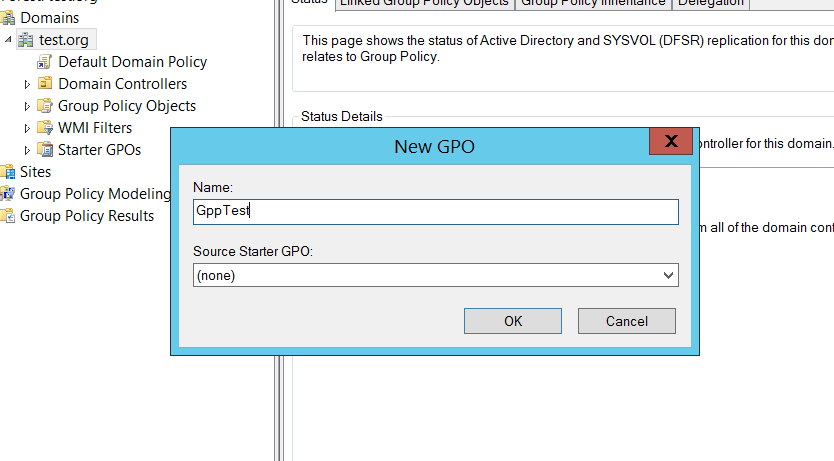 Domains
test.org
Default Domain Policy
Domain Controllers
Group Policy Objects
WMI Filters
Starter GPOs
Sites
Group Policy Modeling
Group Policy Results
Status
Linked Group Policy Objects
Group Policy Inheritance
Delegation
This page shows the status of Active Directory and SYSVOL (DFSR) replication for this dom
relates to Group Policy.
Status Details
ontroller for this domain.
m all of the domain cont
New GPO
X
Name:
GppTest
Source Starter GPO:
(none)
OK
Cancel